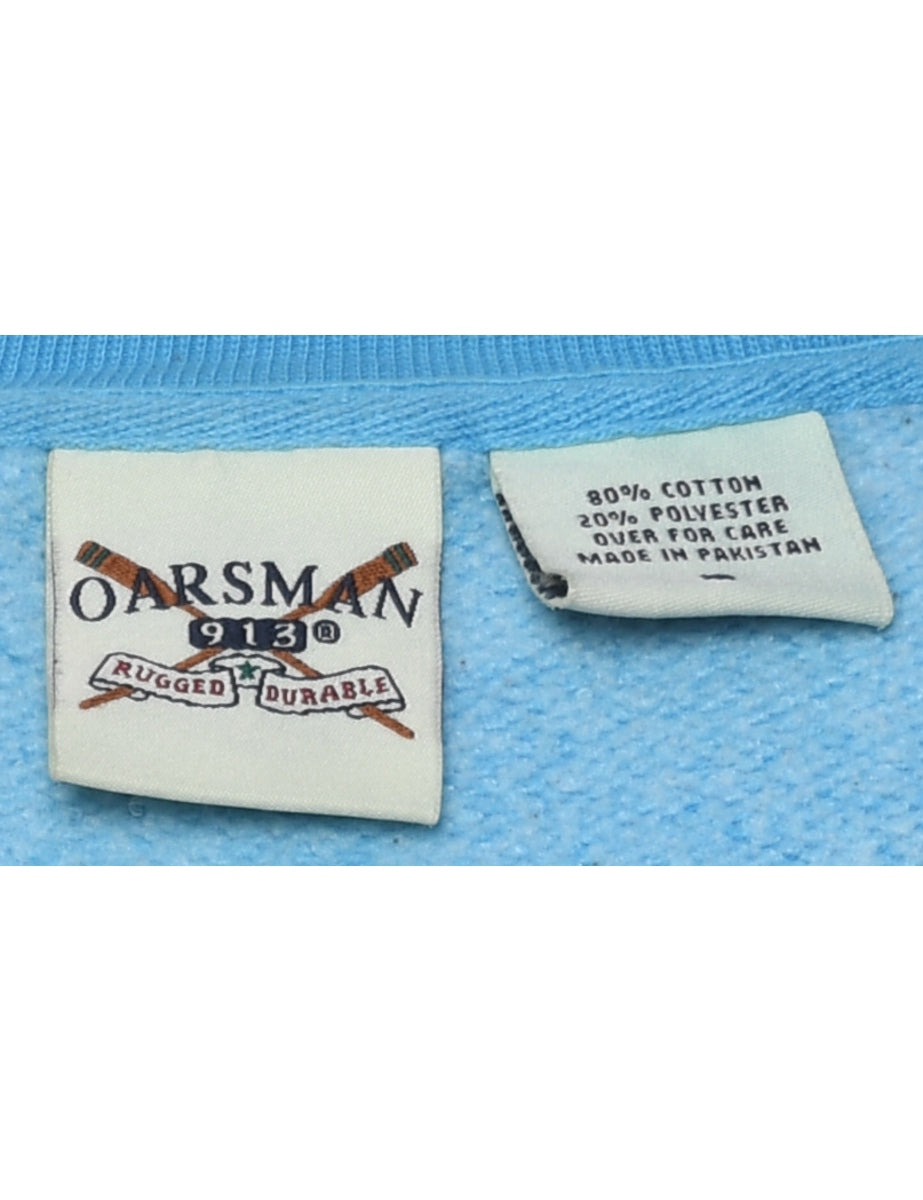 OARSMAN
913®
RUGGED DURABLE
80% COTTON
20% POLYESTER
OVER FOR CARE
MADE IN PAKISTAN